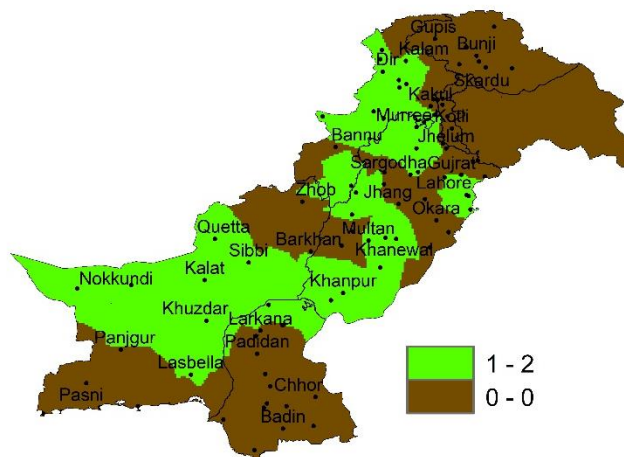 Gupis
Kalam
Bunji
Dir
Skardu
Kakul
Murree
Kotli
Bannu
Jhelum
Sargodha
Gujrat
Zhob
Jhang
Lahore
Okara
Quetta
Barkhan
Multan
Khanewal
Sibbi
Nokkundi
Kalat
Khanpur
Khuzdar
Larkana
Panjgur
Padidan
Lasbella
Pasni
Chhor
Badin
1 - 2
0 - 0